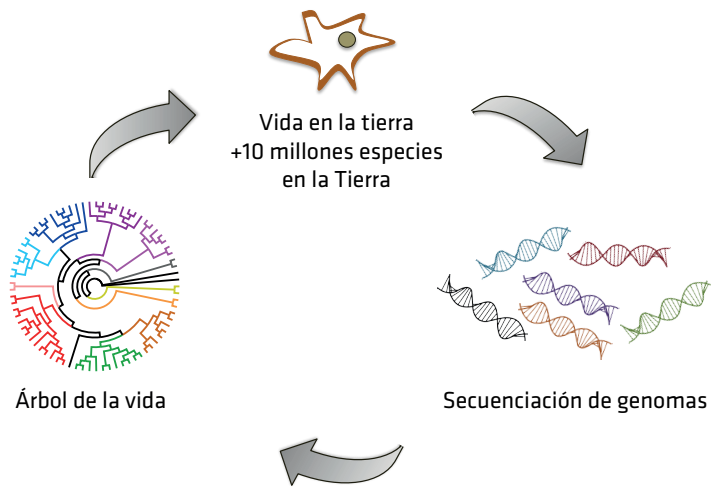 Vida en la tierra
+10 millones especies
en la Tierra
Árbol de la vida
Secuenciación de genomas